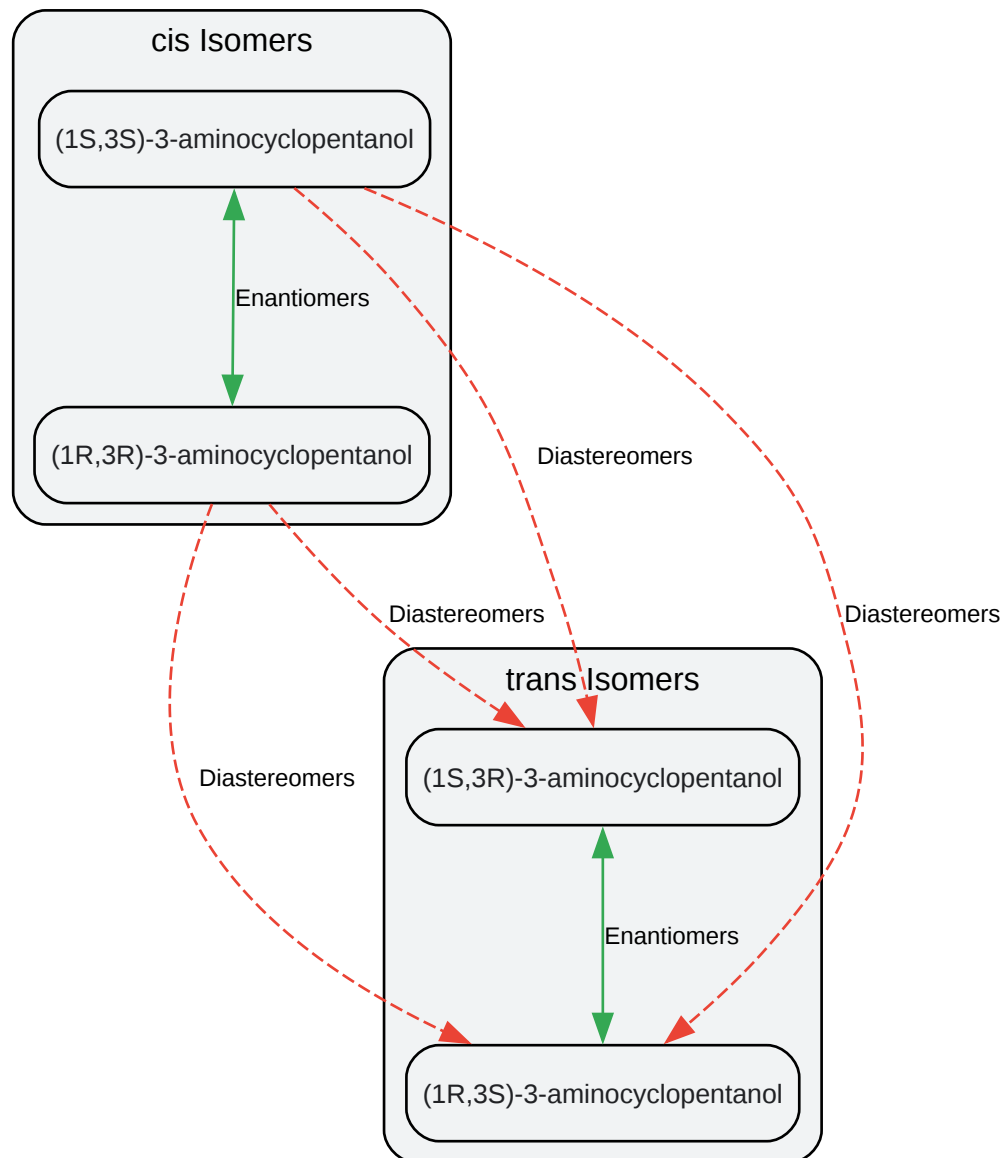 cis Isomers
(1S,3S)-3-aminocyclopentanol
Enantiomers
(1R,3R)-3-aminocyclopentanol
Diastereomers
Diastereomers
Diastereomers
trans Isomers
Diastereomers
(1S,3R)-3-aminocyclopentanol
Enantiomers
(1R,3S)-3-aminocyclopentanol